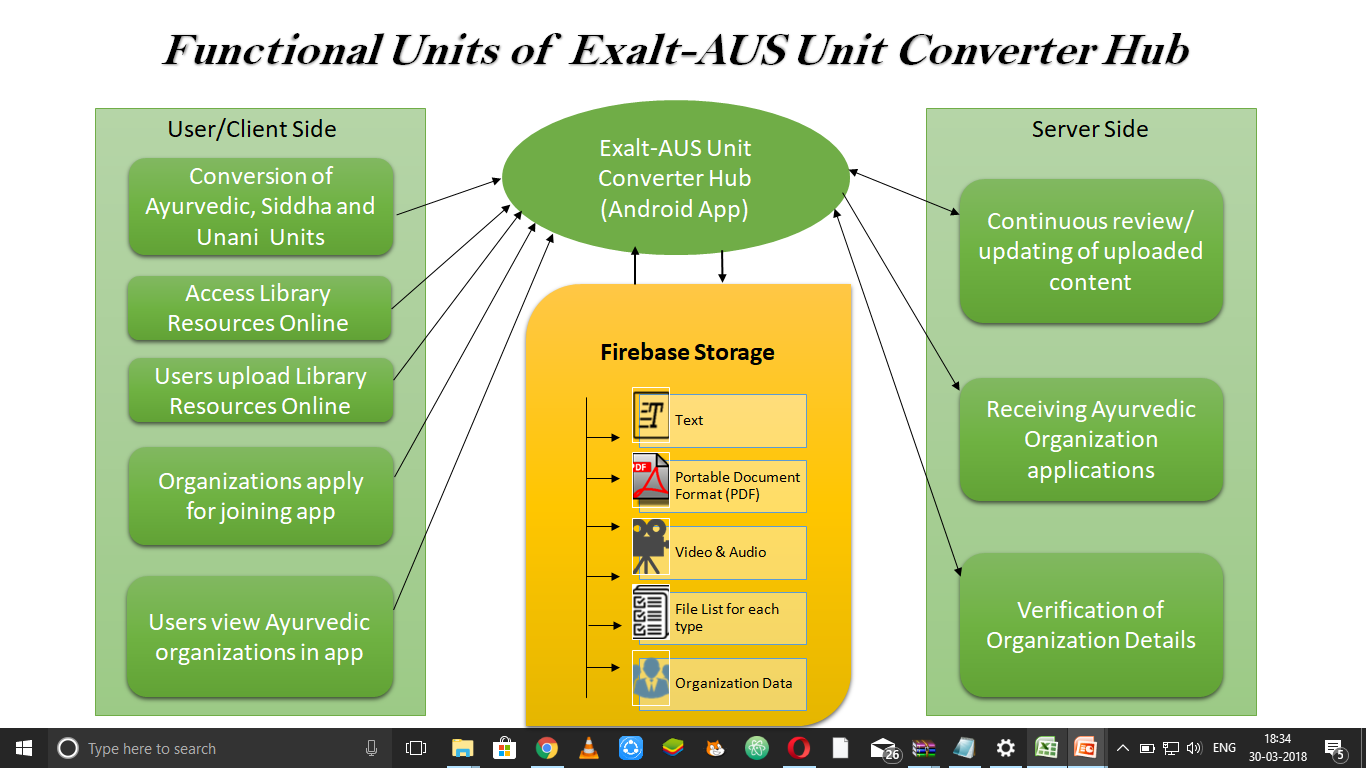 Functional Units of Exalt-AUS Unit Converter Hub
User/Client Side
Conversion of
Ayurvedic, Siddha and
Unani Units
Access Library
Resources Online
Users upload Library
Resources Online
Organizations apply
for joining app
Users view Ayurvedic
organizations in app
Exalt-AUS Unit
Converter Hub
(Android App)
Firebase Storage
Text
PDF
Portable Document
Format (PDF)
Video & Audio
File List for each
type
Organization Data
Server Side
Continuous review/
updating of uploaded
content
Receiving Ayurvedic
Organization
applications
Verification of
Organization Details
Type here to search
26
ENG
18:34
30-03-2018
5